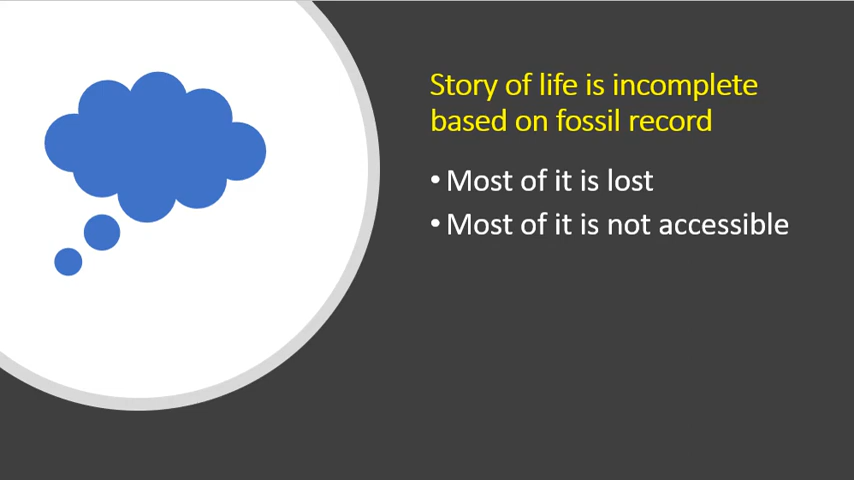 Story of life is incomplete
based on fossil record
• Most of it is lost
• Most of it is not accessible